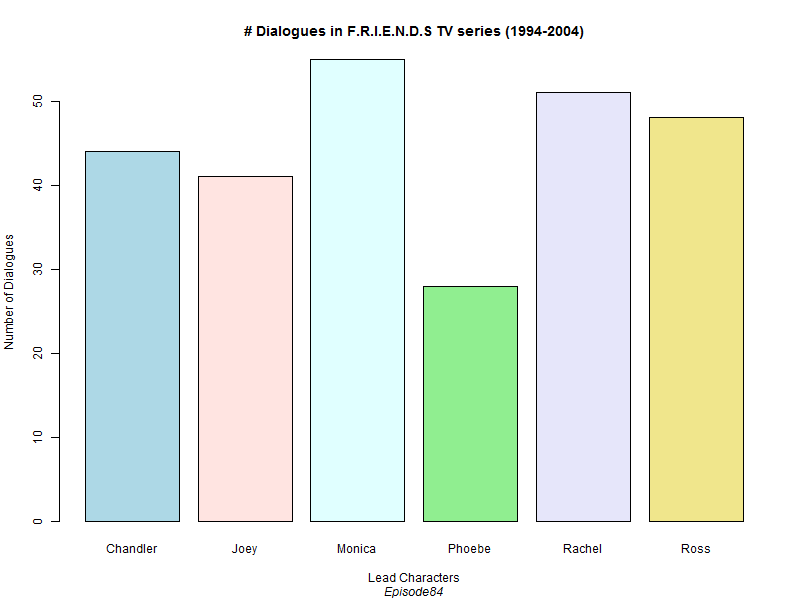 # Dialogues in F.R.I.E.N.D.S TV series (1994-2004)
Number of Dialogues
50
40
30
20
10
0
Chandler Joey Monica Phoebe Rachel Ross
Lead Characters
Episode84